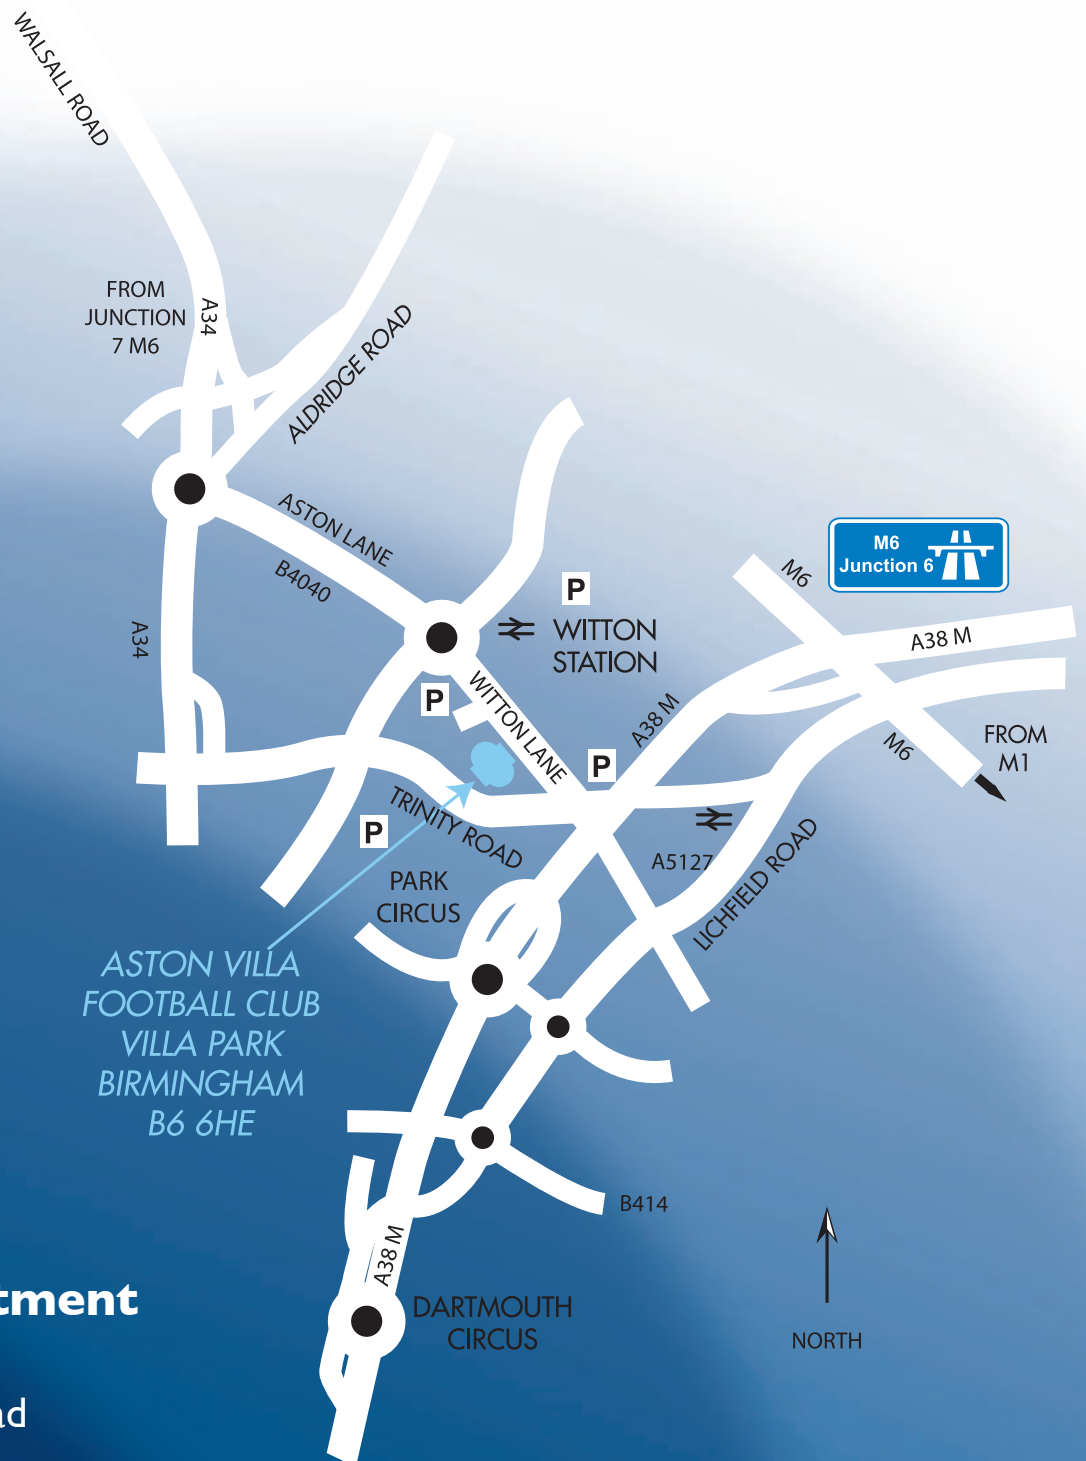 WALSALL ROAD
FROM
JUNCTION
7 M6
A34
ALDRIDGE ROAD
ASTON LANE
B4040
A34
P
WITTON
STATION
M6
Junction 6
M6
A38 M
P
WITTON LANE
A38 M
P
M6
FROM
M1
TRINITY ROAD
P
A5127
LICHFIELD ROAD
PARK
CIRCUS
ASTON VILLA
FOOTBALL CLUB
VILLA PARK
BIRMINGHAM
B6 6HE
B414
A38 M
DARTMOUTH
CIRCUS
NORTH
tment
ad